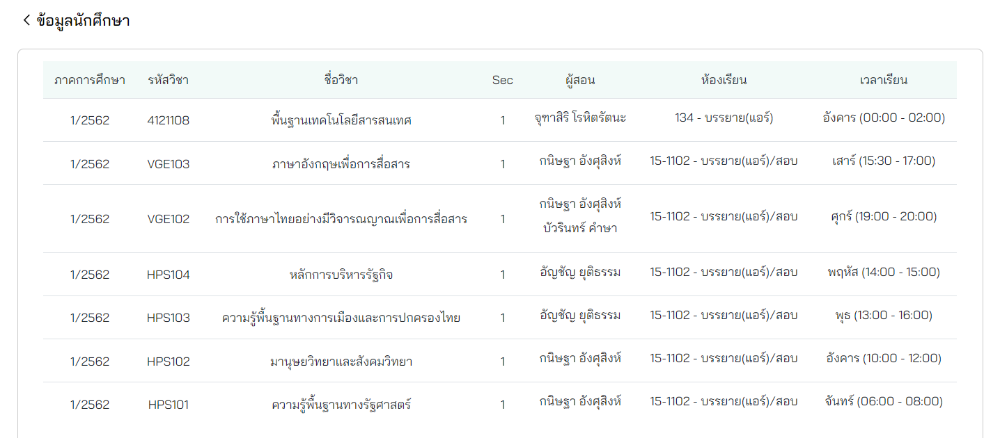 ข้อมูลนักศึกษา
ภาคการศึกษา รหัสวิชา ชื่อวิชา Sec ผู้สอน ห้องเรียน เวลาเรียน
1/2562 4121108 พื้นฐานเทคโนโลยีสารสนเทศ 1 จุฑาสิริ โรหิตรัตนะ 134 - บรรยาย(แอร์) อังคาร (00:00 - 02:00)
1/2562 VGE103 ภาษาอังกฤษเพื่อการสื่อสาร 1 กนิษฐา อังศุสิงห์ 15-1102 - บรรยาย(แอร์)/สอบ เสาร์ (15:30 - 17:00)
1/2562 VGE102 การใช้ภาษาไทยอย่างมีวิจารณญาณเพื่อการสื่อสาร 1 กนิษฐา อังศุสิงห์ 15-1102 - บรรยาย(แอร์)/สอบ ศุกร์ (19:00 - 20:00)
บัวรินทร์ คำษา
1/2562 HPS104 หลักการบริหารรัฐกิจ 1 อัญชัญ ยุติธรรม 15-1102 - บรรยาย(แอร์)/สอบ พฤหัส (14:00 - 15:00)
1/2562 HPS103 ความรู้พื้นฐานทางการเมืองและการปกครองไทย 1 อัญชัญ ยุติธรรม 15-1102 - บรรยาย(แอร์)/สอบ พุธ (13:00 - 16:00)
1/2562 HPS102 มานุษยวิทยาและสังคมวิทยา 1 กนิษฐา อังศุสิงห์ 15-1102 - บรรยาย(แอร์)/สอบ อังคาร (10:00 - 12:00)
1/2562 HPS101 ความรู้พื้นฐานทางรัฐศาสตร์ 1 กนิษฐา อังศุสิงห์ 15-1102 - บรรยาย(แอร์)/สอบ จันทร์ (06:00 - 08:00)